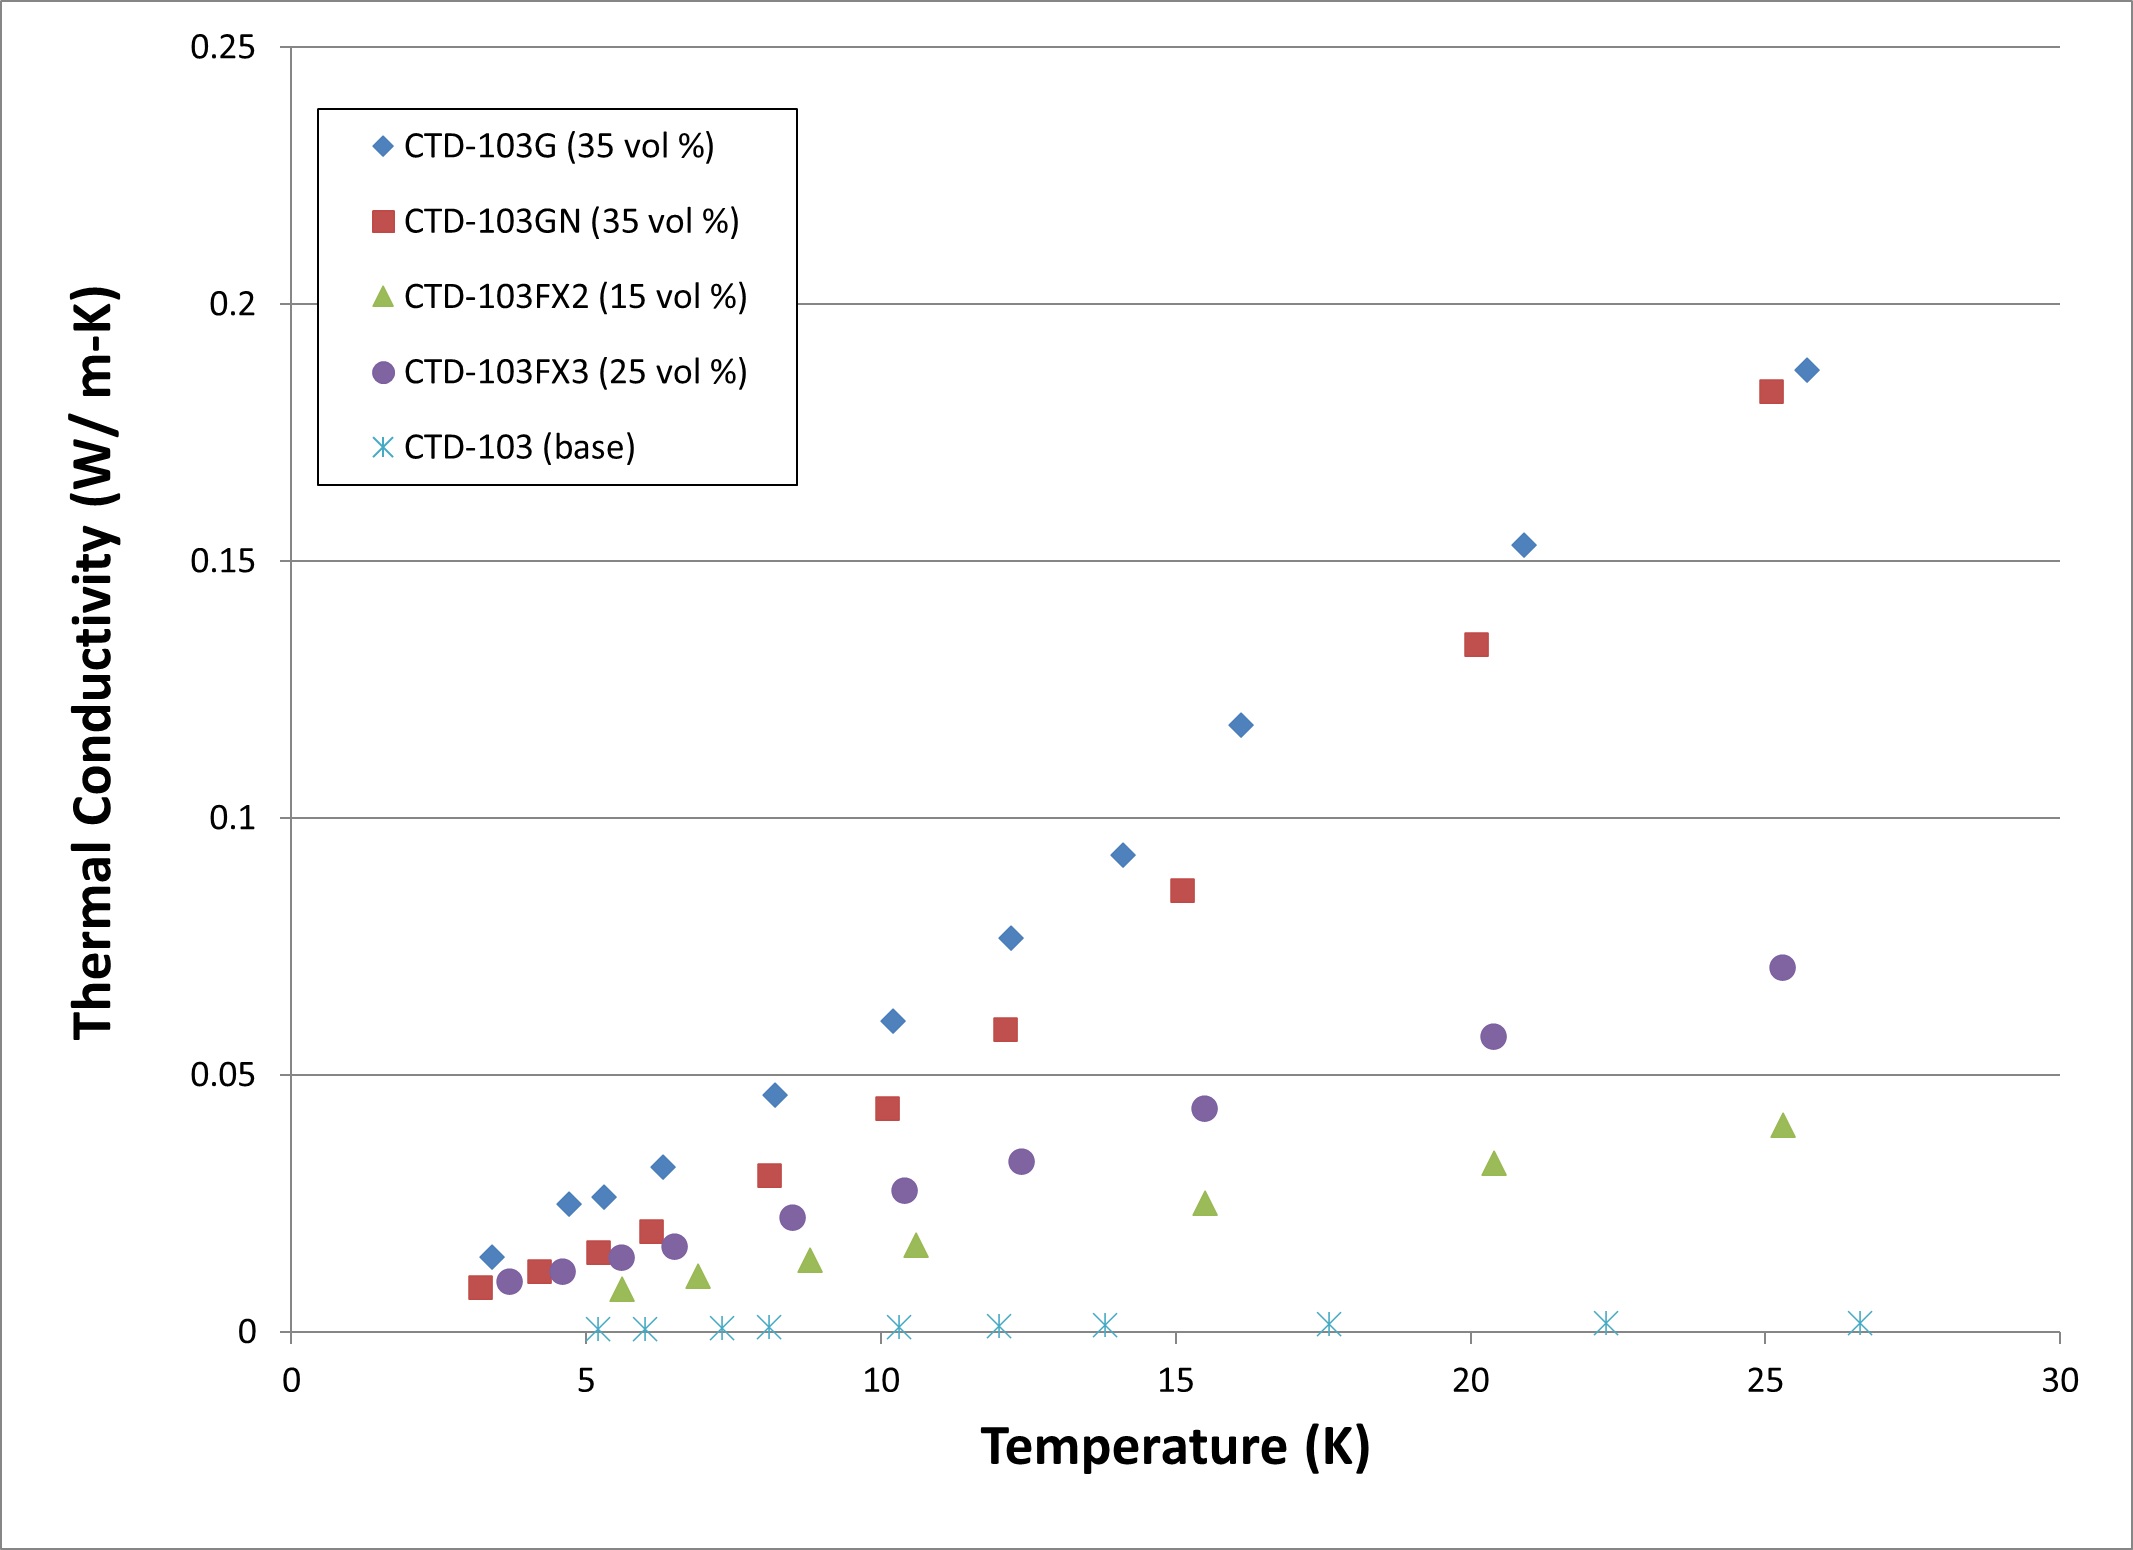 0.25
0.2
0.15
0.1
0.05
0
Thermal Conductivity (W/ m-K)
CTD-103G (35 vol %)
CTD-103GN (35 vol %)
CTD-103FX2 (15 vol %)
CTD-103FX3 (25 vol %)
CTD-103 (base)
0 5 10 15 20 25 30
Temperature (K)